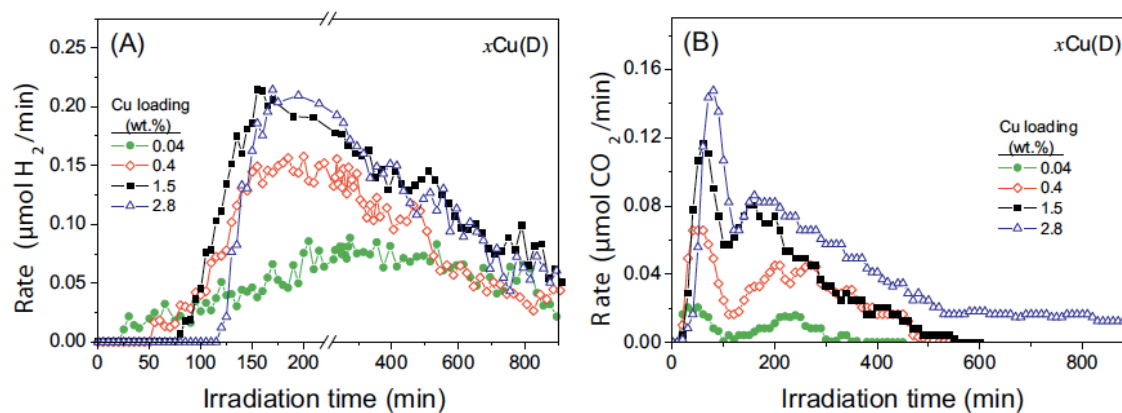 (A)
xCu(D)
Rate (μmol H2/min)
0.25
0.20
0.15
0.10
0.05
0.00
Cu loading
(wt.%)
0.04
0.4
1.5
2.8
0 50 100 150 200 400 600 800
Irradiation time (min)
(B)
xCu(D)
Rate (μmol CO2/min)
0.16
0.12
0.08
0.04
0.00
Cu loading
(wt.%)
0.04
0.4
1.5
2.8
0 200 400 600 800
Irradiation time (min)